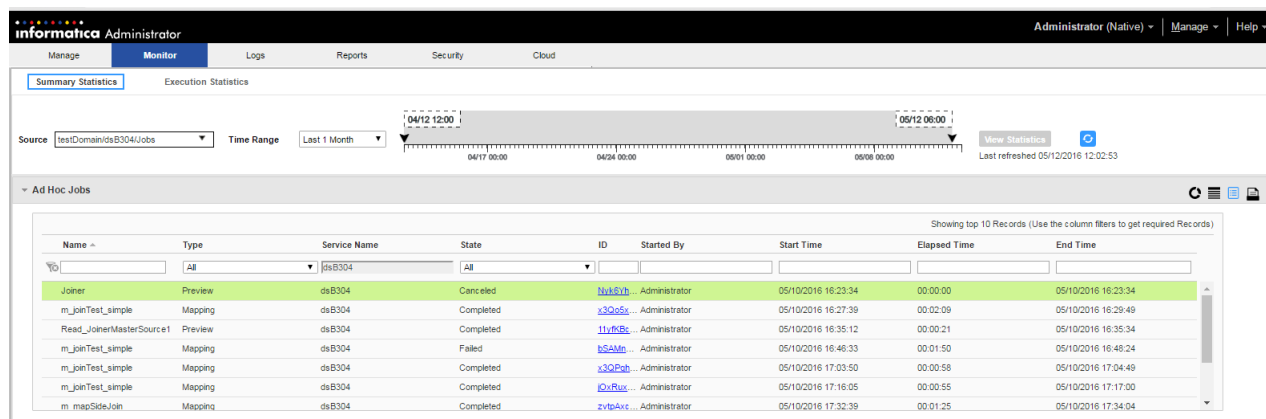 informatica Administrator
Administrator (Native) Manage Help
Manage Monitor Logs Reports Security Cloud
Summary Statistics Execution Statistics
04/12 12:00 05/12 06:00
Source testDomain/dsB304/Jobs Time Range Last 1 Month View Statistics
04/17 00:00 04/24 00:00 05/01 00:00 05/08 00:00 Last refreshed 05/12/2016 12:02:53
Ad Hoc Jobs
Showing top 10 Records (Use the column filters to get required Records)
Name Type Service Name State ID Started By Start Time Elapsed Time End Time
All dsB304 All
Joiner Preview dsB304 Canceled Nyk6Yh... Administrator 05/10/2016 16:23:34 00:00:00 05/10/2016 16:23:34
m_joinTest_simple Mapping dsB304 Completed x3Qo5x... Administrator 05/10/2016 16:27:39 00:02:09 05/10/2016 16:29:49
Read_JoinerMasterSource1 Preview dsB304 Completed 11yfKBc... Administrator 05/10/2016 16:35:12 00:00:21 05/10/2016 16:35:34
m_joinTest_simple Mapping dsB304 Failed bSAMn... Administrator 05/10/2016 16:46:33 00:01:50 05/10/2016 16:48:24
m_joinTest_simple Mapping dsB304 Completed x3QPqh... Administrator 05/10/2016 17:03:50 00:00:58 05/10/2016 17:04:49
m_joinTest_simple Mapping dsB304 Completed jOxRux... Administrator 05/10/2016 17:16:05 00:00:55 05/10/2016 17:17:00
m_mapSideJoin Mapping dsB304 Completed zytpAxc... Administrator 05/10/2016 17:32:39 00:01:25 05/10/2016 17:34:04